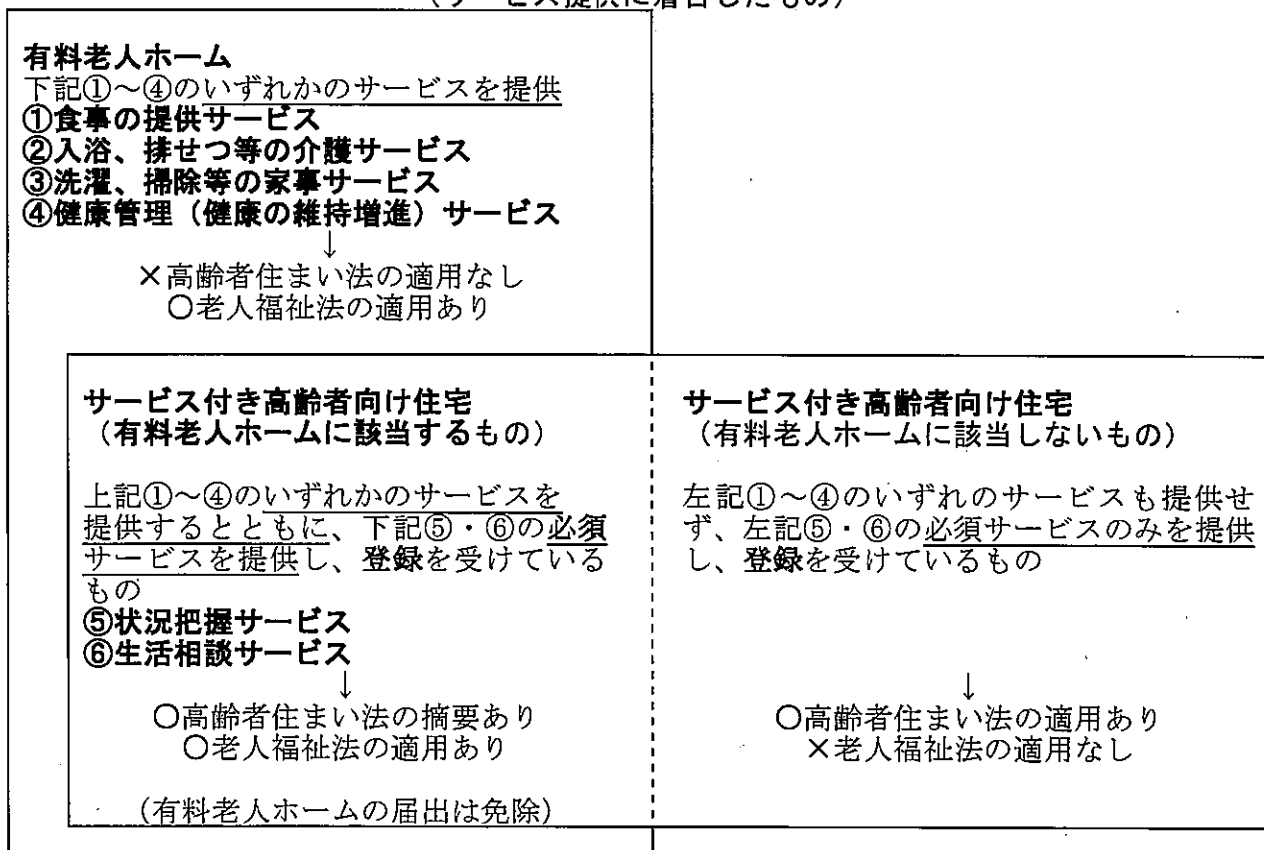 (サービス提供に着目したもの)
有料老人ホーム
下記①～④のいずれかのサービスを提供
①食事の提供サービス
②入浴、排せつ等の介護サービス
③洗濯、掃除等の家事サービス
④健康管理（健康の維持増進）サービス
↓
×高齢者住まい法の適用なし
○老人福祉法の適用あり
サービス付き高齢者向け住宅
（有料老人ホームに該当するもの）
上記①～④のいずれかのサービスを
提供するとともに、下記⑤・⑥の必須
サービスを提供し、登録を受けている
もの
⑤状況把握サービス
⑥生活相談サービス
↓
○高齢者住まい法の摘要あり
○老人福祉法の適用あり
（有料老人ホームの届出は免除）
サービス付き高齢者向け住宅
（有料老人ホームに該当しないもの）
左記①～④のいずれのサービスも提供せ
ず、左記⑤・⑥の必須サービスのみを提供
し、登録を受けているもの
↓
○高齢者住まい法の適用あり
×老人福祉法の適用なし